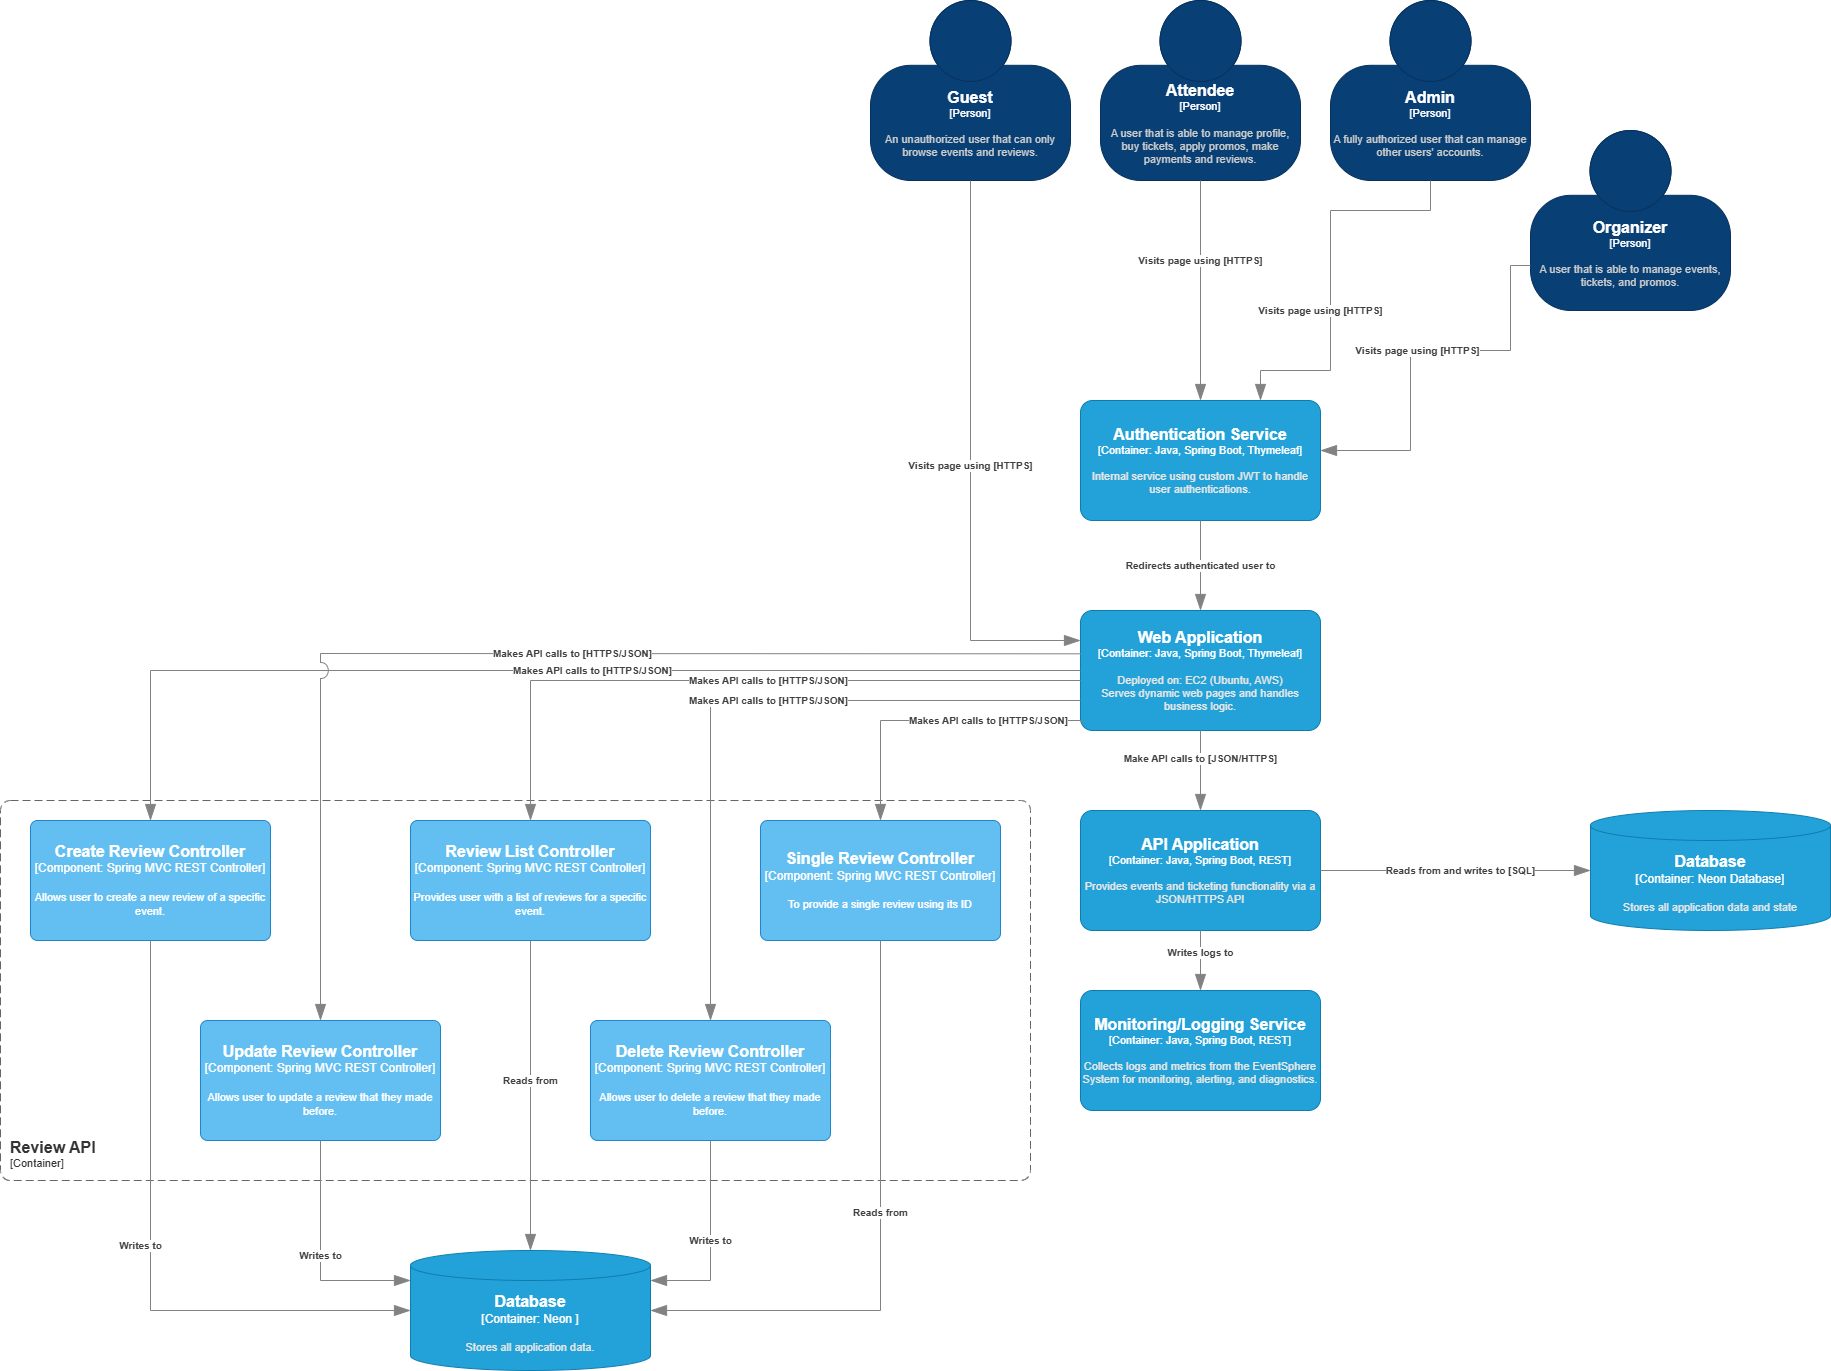 Guest
[Person]
An unauthorized user that can only
browse events and reviews.
Attendee
[Person]
A user that is able to manage profile,
buy tickets, apply promos, make
payments and reviews.
Admin
[Person]
A fully authorized user that can manage
other users' accounts.
Organizer
[Person]
A user that is able to manage events,
tickets, and promos.
Visits page using [HTTPS]
Visits page using [HTTPS]
Visits page using [HTTPS]
Visits page using [HTTPS]
Authentication Service
[Container: Java, Spring Boot, Thymeleaf]
Internal service using custom JWT to handle
user authentications.
Redirects authenticated user to
Web Application
[Container: Java, Spring Boot, Thymeleaf]
Deployed on: EC2 (Ubuntu, AWS)
Serves dynamic web pages and handles
business logic.
Makes API calls to [HTTPS/JSON]
Makes API calls to [HTTPS/JSON]
Makes API calls to [HTTPS/JSON]
Makes API calls to [HTTPS/JSON]
Makes API calls to [HTTPS/JSON]
Make API calls to [JSON/HTTPS]
Create Review Controller
[Component: Spring MVC REST Controller]
Allows user to create a new review of a specific
event.
Review List Controller
[Component: Spring MVC REST Controller]
Provides user with a list of reviews for a specific
event.
Single Review Controller
[Component: Spring MVC REST Controller]
To provide a single review using its ID
API Application
[Container: Java, Spring Boot, REST]
Provides events and ticketing functionality via a
JSON/HTTPS API
Reads from and writes to [SQL]
Database
[Container: Neon Database]
Stores all application data and state
Writes logs to
Monitoring/Logging Service
[Container: Java, Spring Boot, REST]
Collects logs and metrics from the EventSphere
System for monitoring, alerting, and diagnostics.
Update Review Controller
[Component: Spring MVC REST Controller]
Allows user to update a review that they made
before.
Reads from
Delete Review Controller
[Component: Spring MVC REST Controller]
Allows user to delete a review that they made
before.
Review API
[Container]
Writes to
Writes to
Writes to
Reads from
Database
[Container: Neon ]
Stores all application data.